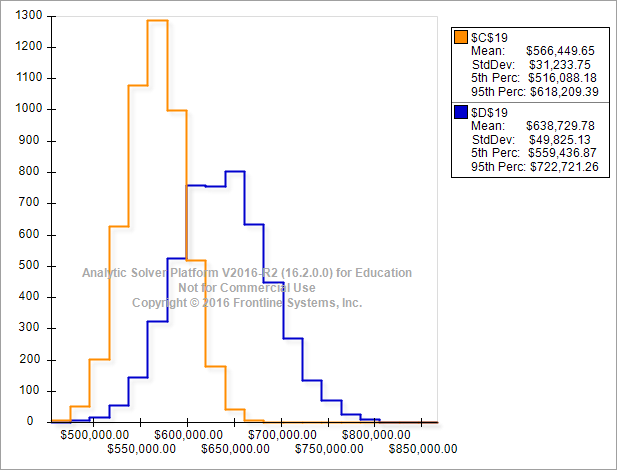 1300
1200
1100
1000
900
800
700
600
500
400
300
200
100
0
$500,000.00 $600,000.00 $700,000.00 $800,000.00
$550,000.00 $650,000.00 $750,000.00 $850,000.00
Analytic Solver Platform V2016-R2 (16.2.0.0) for Education
Not for Commercial Use
Copyright © 2016 Frontline Systems, Inc.
$C$19
Mean: $566,449.65
StdDev: $31,233.75
5th Perc: $516,088.18
95th Perc: $618,209.39
$D$19
Mean: $638,729.78
StdDev: $49,825.13
5th Perc: $559,436.87
95th Perc: $722,721.26